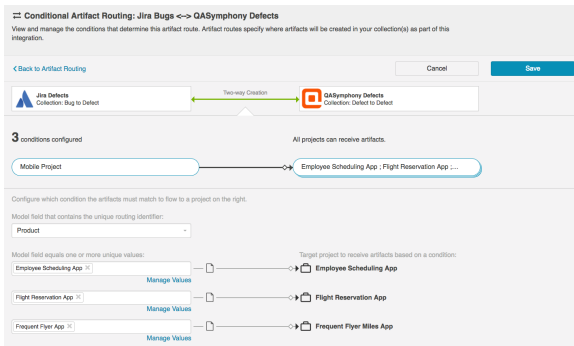 Conditional Artifact Routing: Jira Bugs <--> QASymphony Defects
View and manage the conditions that determine this artifact route. Artifact routes specify where artifacts will be created in your collection(s) as part of this
integration.
Back to Artifact Routing
Cancel
Save
Jira Defects
Collection: Bug to Defect
Two-way Creation
QASymphony Defects
Collection: Defect to Defect
3 conditions configured
All projects can receive artifacts.
Mobile Project
Employee Scheduling App ; Flight Reservation App ;...
Configure which condition the artifacts must match to flow to a project on the right.
Model field that contains the unique routing identifier:
Product
Model field equals one or more unique values:
Target project to receive artifacts based on a condition:
Employee Scheduling App
Employee Scheduling App
Manage Values
Flight Reservation App
Flight Reservation App
Manage Values
Frequent Flyer App
Frequent Flyer Miles App
Manage Values